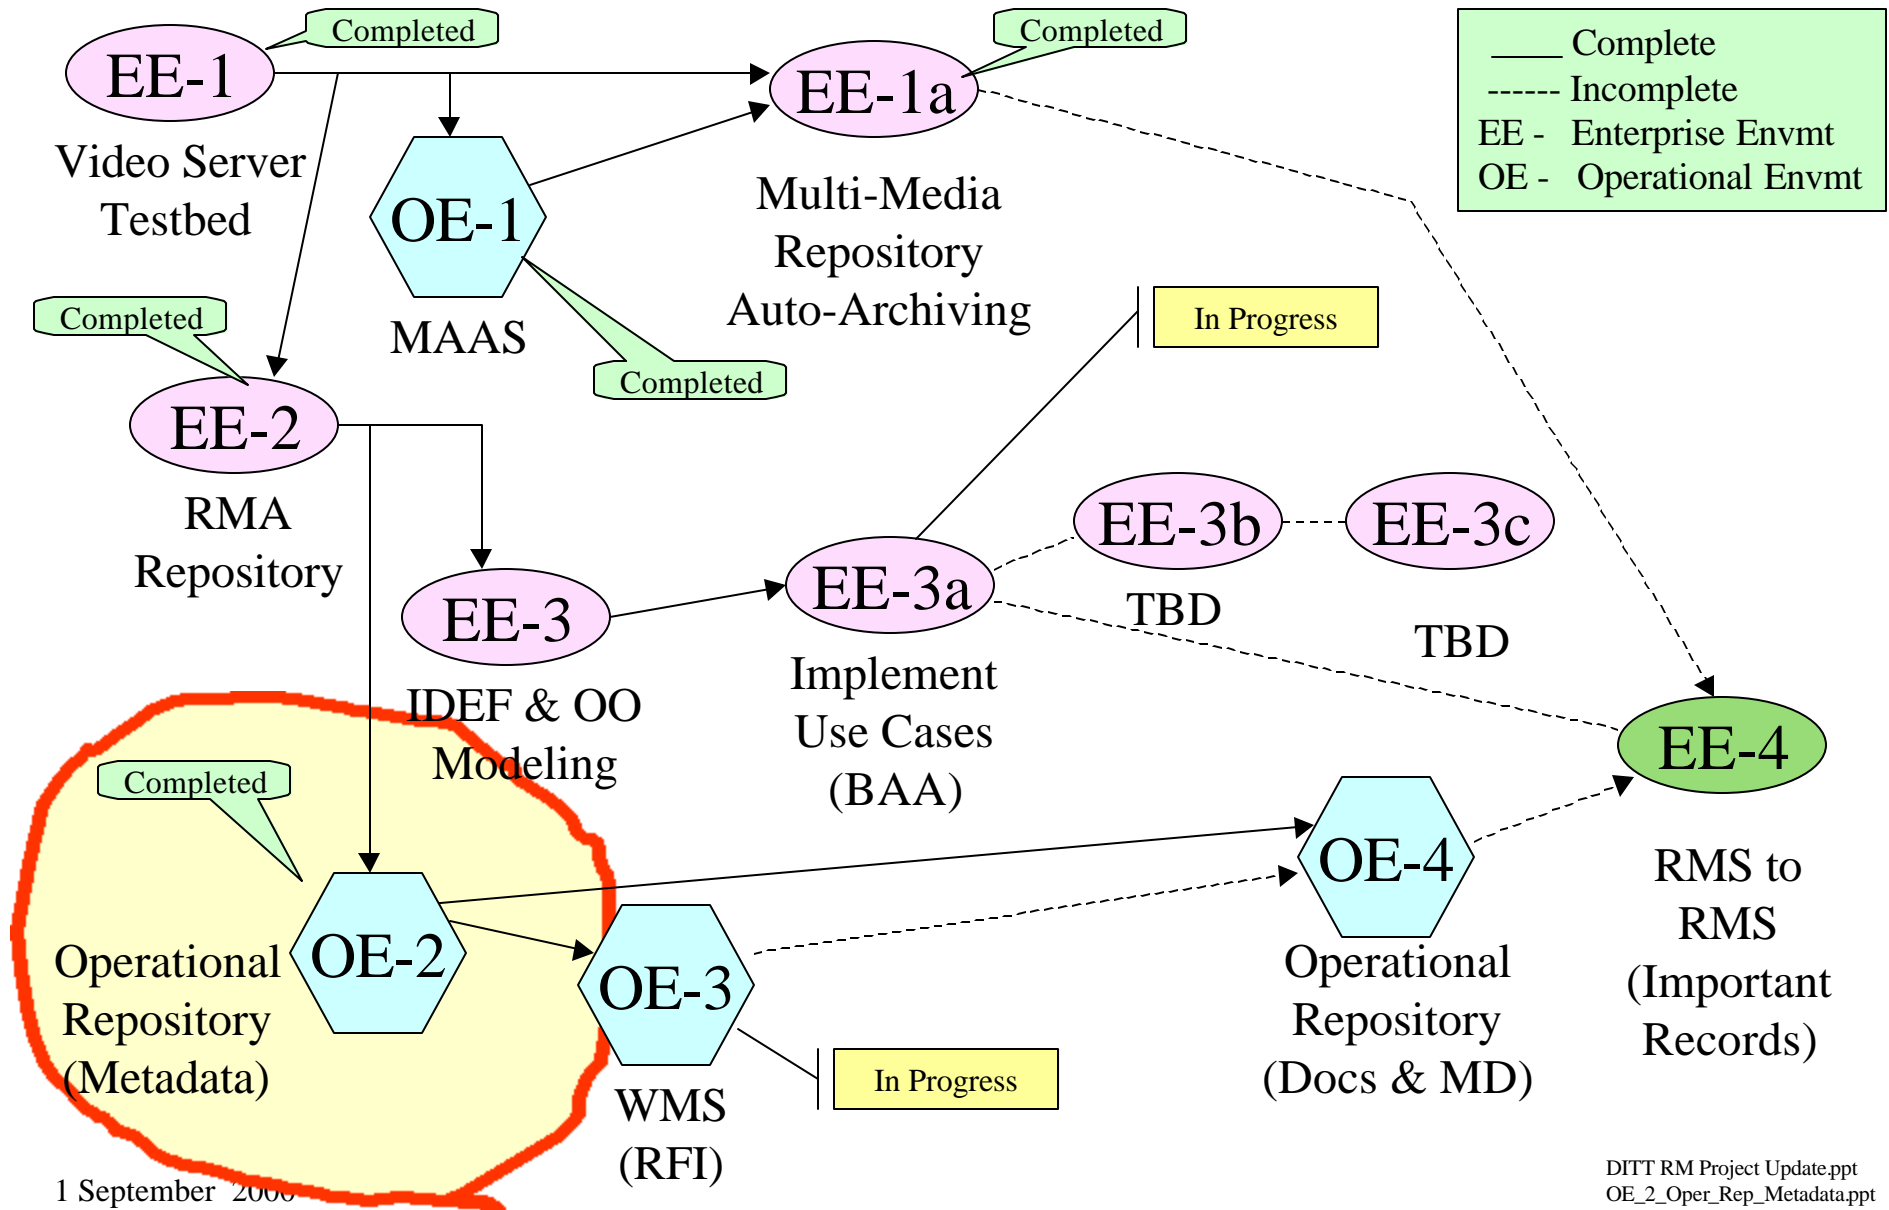 Completed
EE-1
Video Server
Testbed
Completed
EE-1a
Multi-Media
Repository
Auto-Archiving
____ Complete
------ Incomplete
EE - Enterprise Envmt
OE - Operational Envmt
OE-1
MAAS
Completed
Completed
EE-2
RMA
Repository
In Progress
EE-3
IDEF & OO
Modeling
EE-3a
Implement
Use Cases
(BAA)
EE-3b
TBD
EE-3c
TBD
EE-4
RMS to
RMS
(Important
Records)
Completed
OE-2
Operational
Repository
(Metadata)
OE-3
WMS
(RFI)
In Progress
OE-4
Operational
Repository
(Docs & MD)
1 September 2000
DITT RM Project Update.ppt
OE_2_Oper_Rep_Metadata.ppt